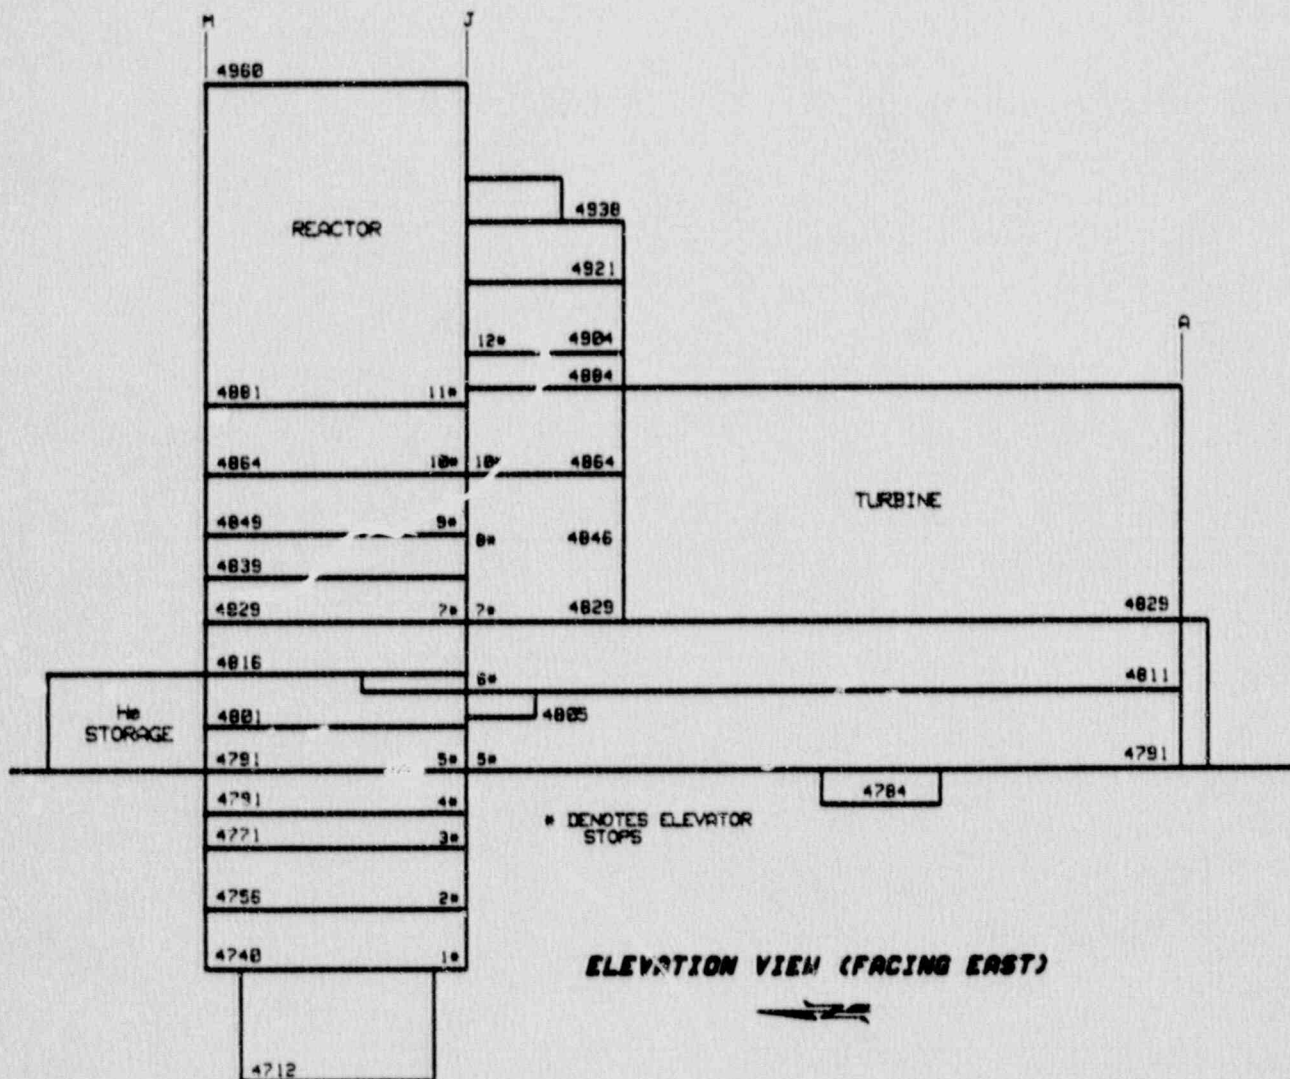 M
J
4960
REACTOR
4938
4921
12* 4904
4884
A
4881 11*
4864 10* 10* 4864
TURBINE
4849 9*
8* 4846
4839
4829 7* 7* 4829 4829
4816
6* 4811
He
STORAGE
4801
4805
4791 5* 5* 4791
4791 4*
4784
* DENOTES ELEVATOR
STOPS
4771 3*
4756 2*
4740 1*
ELEVATION VIEW (FACING EAST)
4712